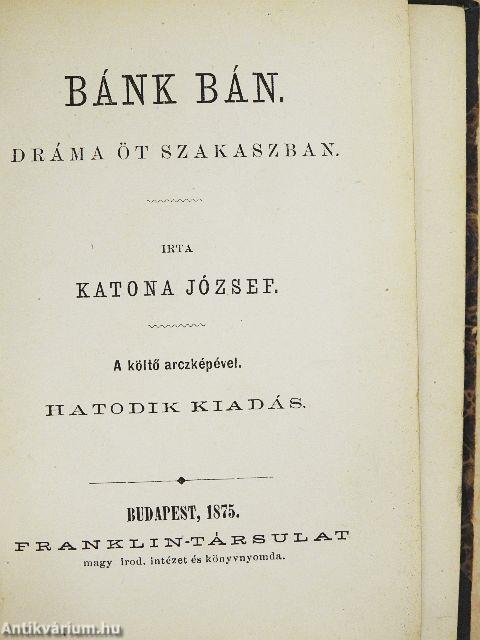 BÁNK BÁN.
DRÁMA ÖT SZAKASZBAN.
IRTA
KATONA JÓZSEF.
A költő arczképével.
HATODIK KIADÁS.
BUDAPEST, 1875.
FRANKLIN-TÁRSULAT
magy irod. intézet és könyvnyomda.
Antikvárium.hu